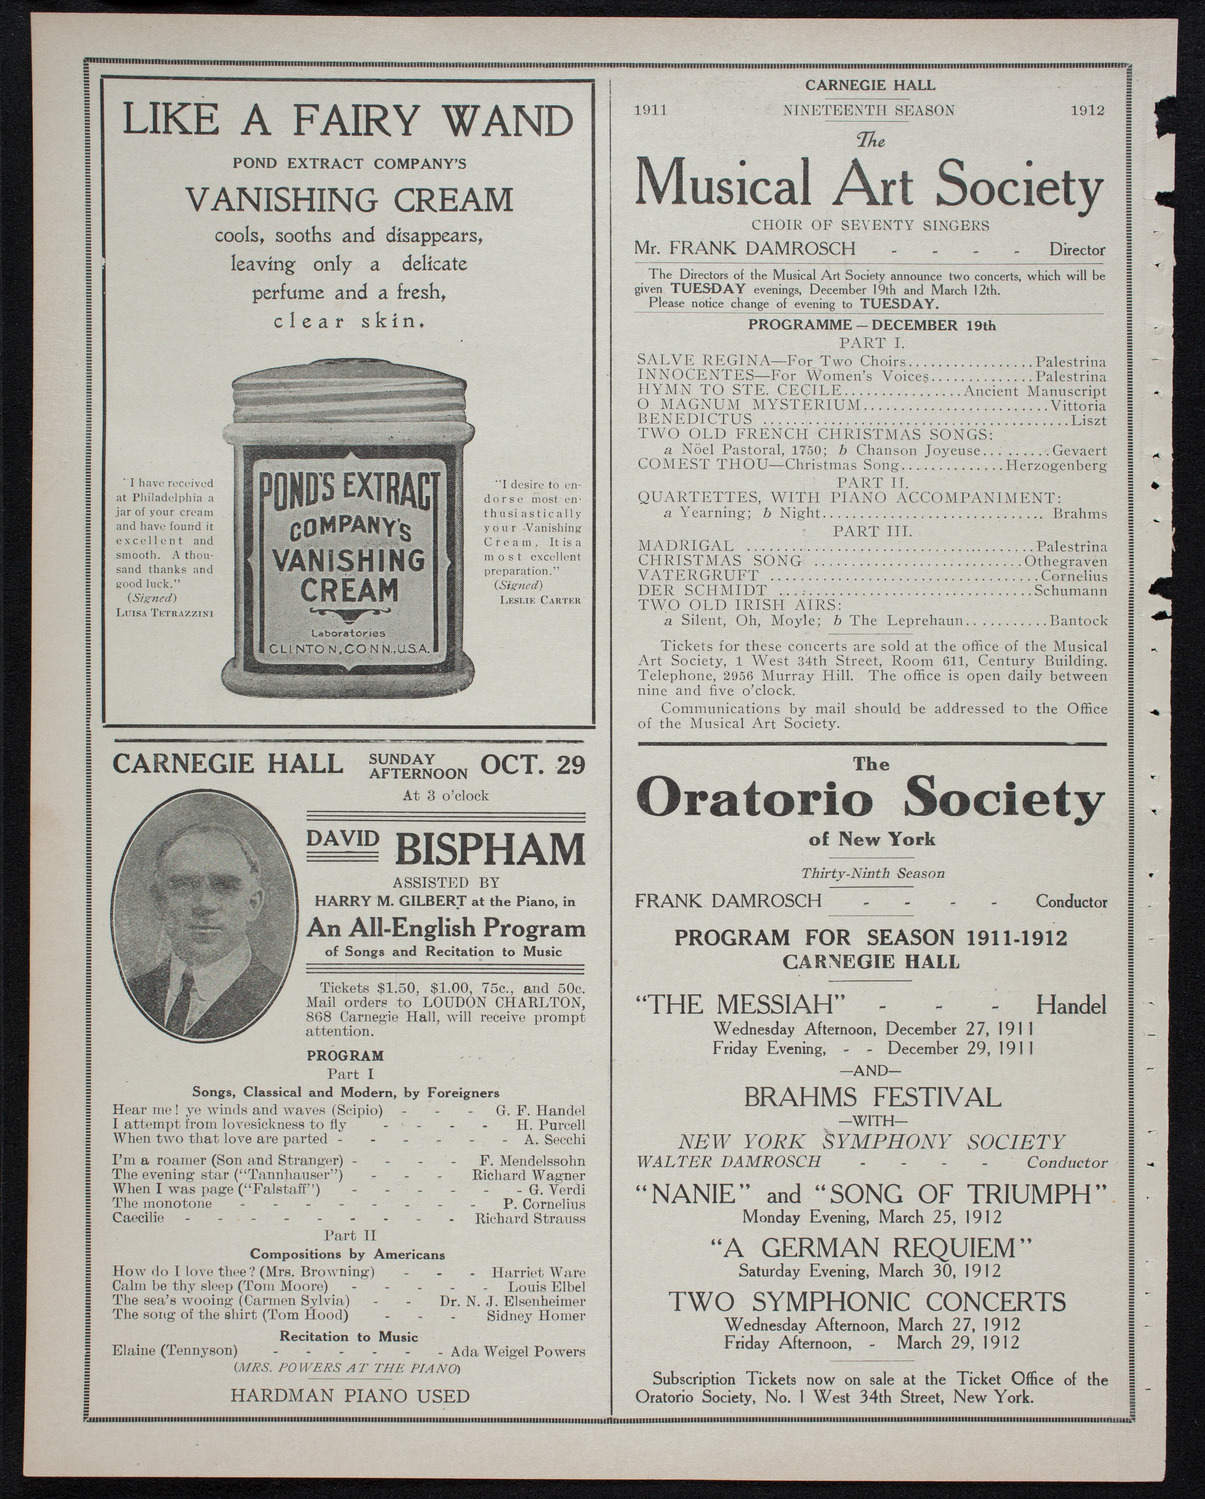 LIKE A FAIRY WAND
POND EXTRACT COMPANY'S
VANISHING CREAM
cools, sooths and disappears,
leaving only a delicate
perfume and a fresh,
clear skin.
"I have received
at Philadelphia a
jar of your cream
and have found it
excellent and
smooth. A thou-
sand thanks and
good luck."
(Signed)
LUISA TETRAZZINI
POND'S EXTRACT
COMPANY'S
VANISHING
CREAM
Laboratories
CLINTON, CONN., U.S.A.
"I desire to en-
dorse most en-
thusiastically
your Vanishing
Cream. It is a
most excellent
preparation."
(Signed)
LESLIE CARTER
CARNEGIE HALL SUNDAY AFTERNOON OCT. 29
At 3 o'clock
DAVID BISPHAM
ASSISTED BY
HARRY M. GILBERT at the Piano, in
An All-English Program
of Songs and Recitation to Music
Tickets $1.50, $1.00, 75c., and 50c.
Mail orders to LOUDON CHARLTON,
868 Carnegie Hall, will receive prompt
attention.
PROGRAM
Part I
Songs, Classical and Modern, by Foreigners
Hear me! ye winds and waves (Scipio) - - - G. F. Handel
I attempt from lovesickness to fly - - - - H. Purcell
When two that love are parted - - - - - - A. Secchi
I'm a roamer (Son and Stranger) - - - - F. Mendelssohn
The evening star ("Tannhauser") - - - Richard Wagner
When I was page ("Falstaff") - - - - - - G. Verdi
The monotone - - - - - - - - P. Cornelius
Caecilie - - - - - - - - - Richard Strauss
Part II
Compositions by Americans
How do I love thee? (Mrs. Browning) - - - Harriet Ware
Calm be thy sleep (Tom Moore) - - - - - Louis Elbel
The sea's wooing (Carmen Sylvia) - - Dr. N. J. Elsenheimer
The song of the shirt (Tom Hood) - - - Sidney Homer
Recitation to Music
Elaine (Tennyson) - - - - - - Ada Weigel Powers
(MRS. POWERS AT THE PIANO)
HARDMAN PIANO USED
CARNEGIE HALL
1911 NINETEENTH SEASON 1912
The
Musical Art Society
CHOIR OF SEVENTY SINGERS
Mr. FRANK DAMROSCH - - - - Director
The Directors of the Musical Art Society announce two concerts, which will be
given TUESDAY evenings, December 19th and March 12th.
Please notice change of evening to TUESDAY.
PROGRAMME—DECEMBER 19th
PART I.
SALVE REGINA—For Two Choirs................Palestrina
INNOCENTES—For Women's Voices.............Palestrina
HYMN TO STE. CECILE...............Ancient Manuscript
O MAGNUM MYSTERIUM........................Vittoria
BENEDICTUS .......................................Liszt
TWO OLD FRENCH CHRISTMAS SONGS:
a Nöel Pastoral, 1750; b Chanson Joyeuse.........Gevaert
COMEST THOU—Christmas Song.............Herzogenberg
PART II.
QUARTETTES, WITH PIANO ACCOMPANIMENT:
a Yearning; b Night............................ Brahms
PART III.
MADRIGAL ....................................Palestrina
CHRISTMAS SONG ...........................Othegraven
VATERGRUFT ...................................Cornelius
DER SCHMIDT .................................Schumann
TWO OLD IRISH AIRS:
a Silent, Oh, Moyle; b The Leprehaun...........Bantock
Tickets for these concerts are sold at the office of the Musical
Art Society, 1 West 34th Street, Room 611, Century Building.
Telephone, 2956 Murray Hill. The office is open daily between
nine and five o'clock.
Communications by mail should be addressed to the Office
of the Musical Art Society.
The
Oratorio Society
of New York
Thirty-Ninth Season
FRANK DAMROSCH - - - - Conductor
PROGRAM FOR SEASON 1911-1912
CARNEGIE HALL
"THE MESSIAH" - - - Handel
Wednesday Afternoon, December 27, 1911
Friday Evening, - - December 29, 1911
—AND—
BRAHMS FESTIVAL
—WITH—
NEW YORK SYMPHONY SOCIETY
WALTER DAMROSCH - - - - Conductor
"NANIE" and "SONG OF TRIUMPH"
Monday Evening, March 25, 1912
"A GERMAN REQUIEM"
Saturday Evening, March 30, 1912
TWO SYMPHONIC CONCERTS
Wednesday Afternoon, March 27, 1912
Friday Afternoon, - March 29, 1912
Subscription Tickets now on sale at the Ticket Office of the
Oratorio Society, No. 1 West 34th Street, New York.